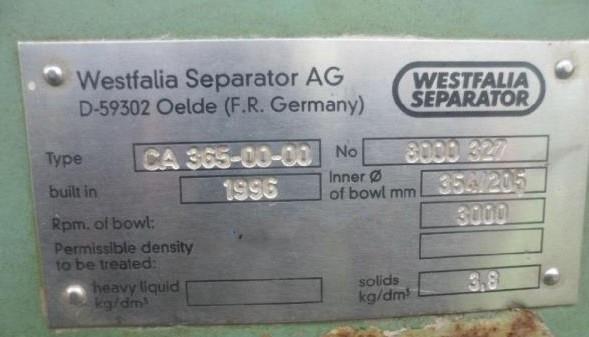 Westfalia Separator AG
D-59302 Oelde (F.R. Germany)
WESTFALIA
SEPARATOR
Type CA 365-00-00 No 8000 327
built in 1996 Inner Ø of bowl mm 354/205
Rpm. of bowl: 3000
Permissible density
to be treated:
heavy liquid kg/dm³ solids kg/dm³ 3,8